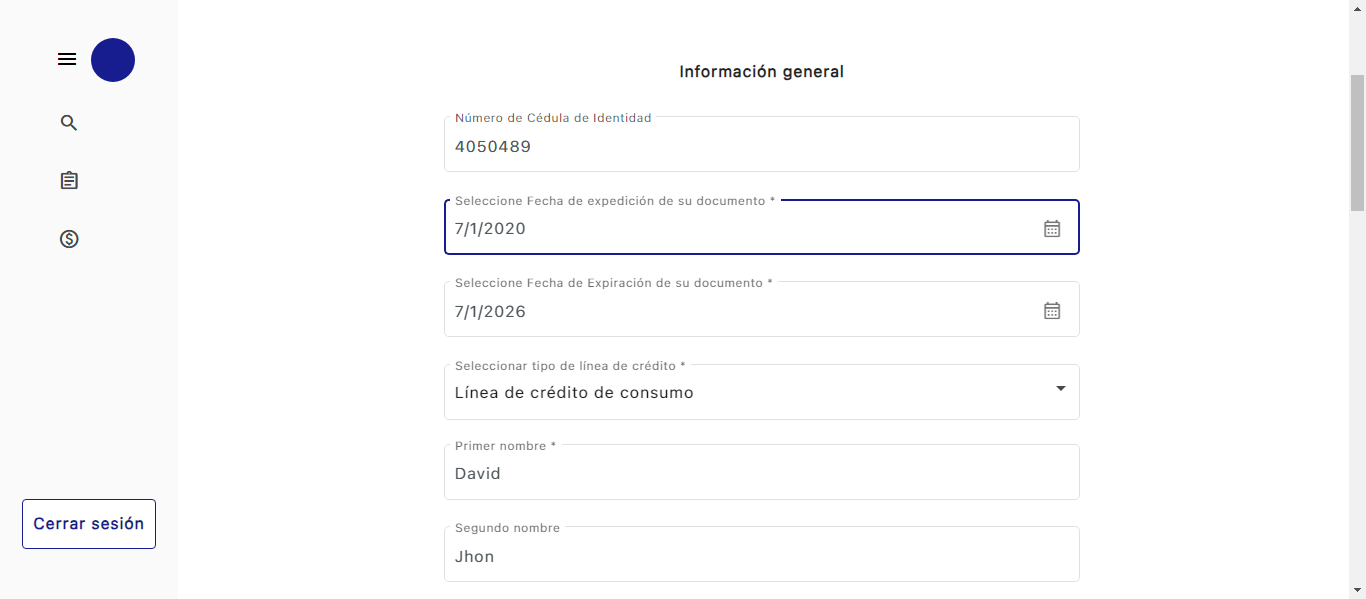 Información general
Número de Cédula de Identidad
4050489
Seleccione Fecha de expedición de su documento *
7/1/2020
Seleccione Fecha de Expiración de su documento *
7/1/2026
Seleccionar tipo de línea de crédito *
Línea de crédito de consumo
Primer nombre *
David
Segundo nombre
Jhon
Cerrar sesión